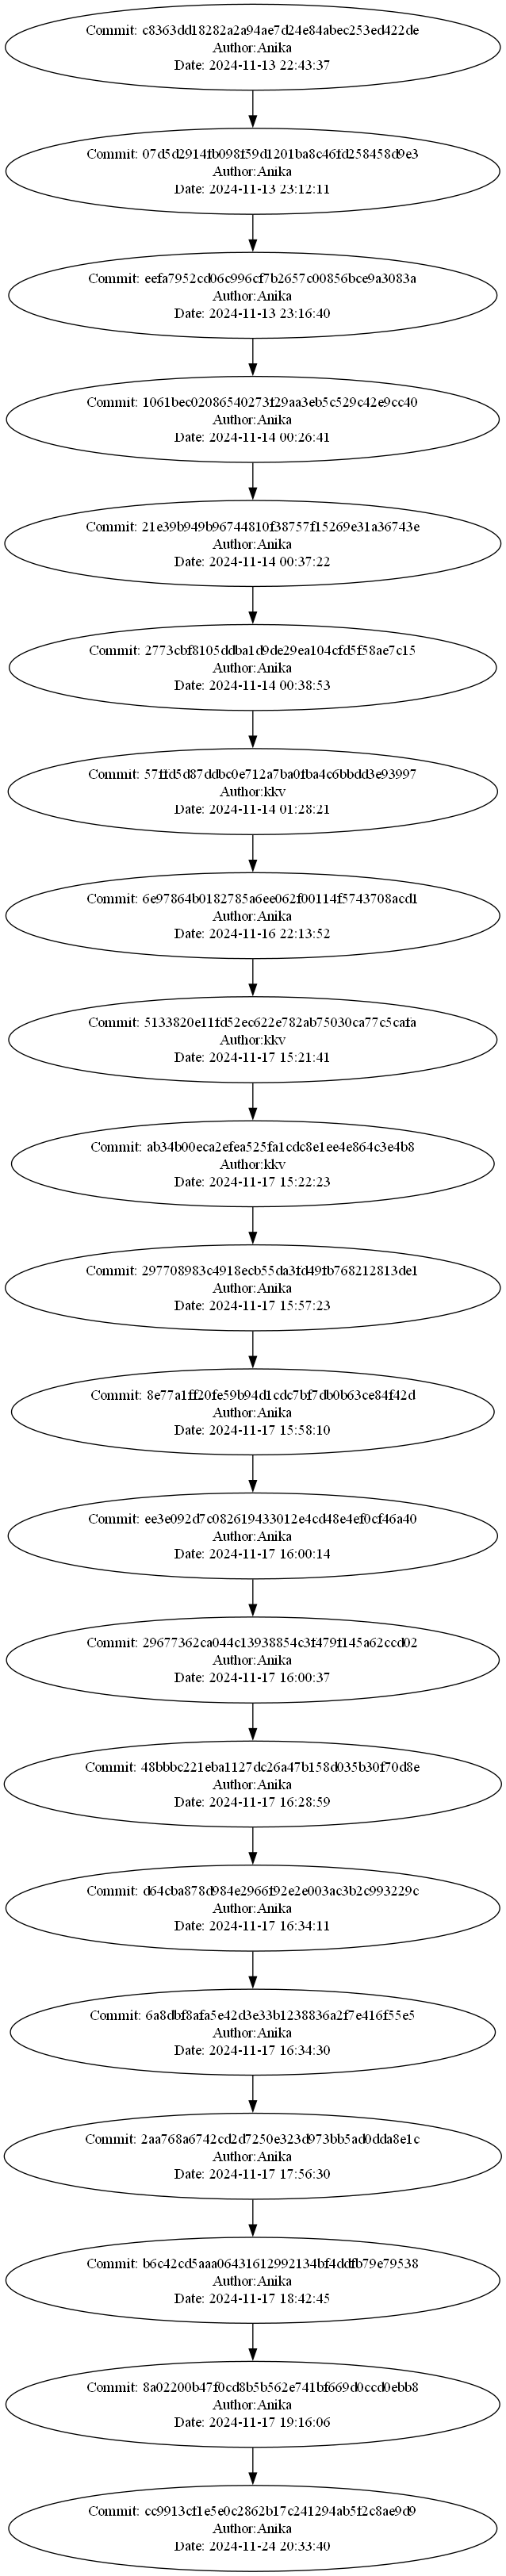 Commit: c8363dd18282a2a94ae7d24e84abec253ed422de
Author:Anika
Date: 2024-11-13 22:43:37
Commit: 07d5d2914fb098f59d1201ba8c46fd258458d9e3
Author:Anika
Date: 2024-11-13 23:12:11
Commit: eefa7952cd06c996cf7b2657c00856bce9a3083a
Author:Anika
Date: 2024-11-13 23:16:40
Commit: 1061bec02086540273f29aa3eb5c529c42e9cc40
Author:Anika
Date: 2024-11-14 00:26:41
Commit: 21e39b949b96744810f38757f15269e31a36743e
Author:Anika
Date: 2024-11-14 00:37:22
Commit: 2773cbf8105ddba1d9de29ea104cfd5f58ae7c15
Author:Anika
Date: 2024-11-14 00:38:53
Commit: 57ffd5d87ddbc0e712a7ba0fba4c6bbdd3e93997
Author:kkv
Date: 2024-11-14 01:28:21
Commit: 6e97864b0182785a6ee062f00114f5743708acd1
Author:Anika
Date: 2024-11-16 22:13:52
Commit: 5133820e11fd52ec622e782ab75030ca77c5cafa
Author:kkv
Date: 2024-11-17 15:21:41
Commit: ab34b00eca2efea525fa1cdc8e1ee4e864c3e4b8
Author:kkv
Date: 2024-11-17 15:22:23
Commit: 297708983c4918ecb55da3fd49fb768212813de1
Author:Anika
Date: 2024-11-17 15:57:23
Commit: 8e77a1ff20fe59b94d1cdc7bf7db0b63ce84f42d
Author:Anika
Date: 2024-11-17 15:58:10
Commit: ee3e092d7c082619433012e4cd48e4ef0cf46a40
Author:Anika
Date: 2024-11-17 16:00:14
Commit: 29677362ca044c13938854c3f479f145a62ccd02
Author:Anika
Date: 2024-11-17 16:00:37
Commit: 48bbbc221eba1127dc26a47b158d035b30f70d8e
Author:Anika
Date: 2024-11-17 16:28:59
Commit: d64cba878d984e2966f92e2e003ac3b2c993229c
Author:Anika
Date: 2024-11-17 16:34:11
Commit: 6a8dbf8afa5e42d3e33b1238836a2f7e416f55e5
Author:Anika
Date: 2024-11-17 16:34:30
Commit: 2aa768a6742cd2d7250e323d973bb5ad0dda8e1c
Author:Anika
Date: 2024-11-17 17:56:30
Commit: b6c42cd5aaa06431612992134bf4ddfb79e79538
Author:Anika
Date: 2024-11-17 18:42:45
Commit: 8a02200b47f0cd8b5b562e741bf669d0ccd0ebb8
Author:Anika
Date: 2024-11-17 19:16:06
Commit: cc9913cf1e5e0c2862b17c241294ab5f2c8ae9d9
Author:Anika
Date: 2024-11-24 20:33:40